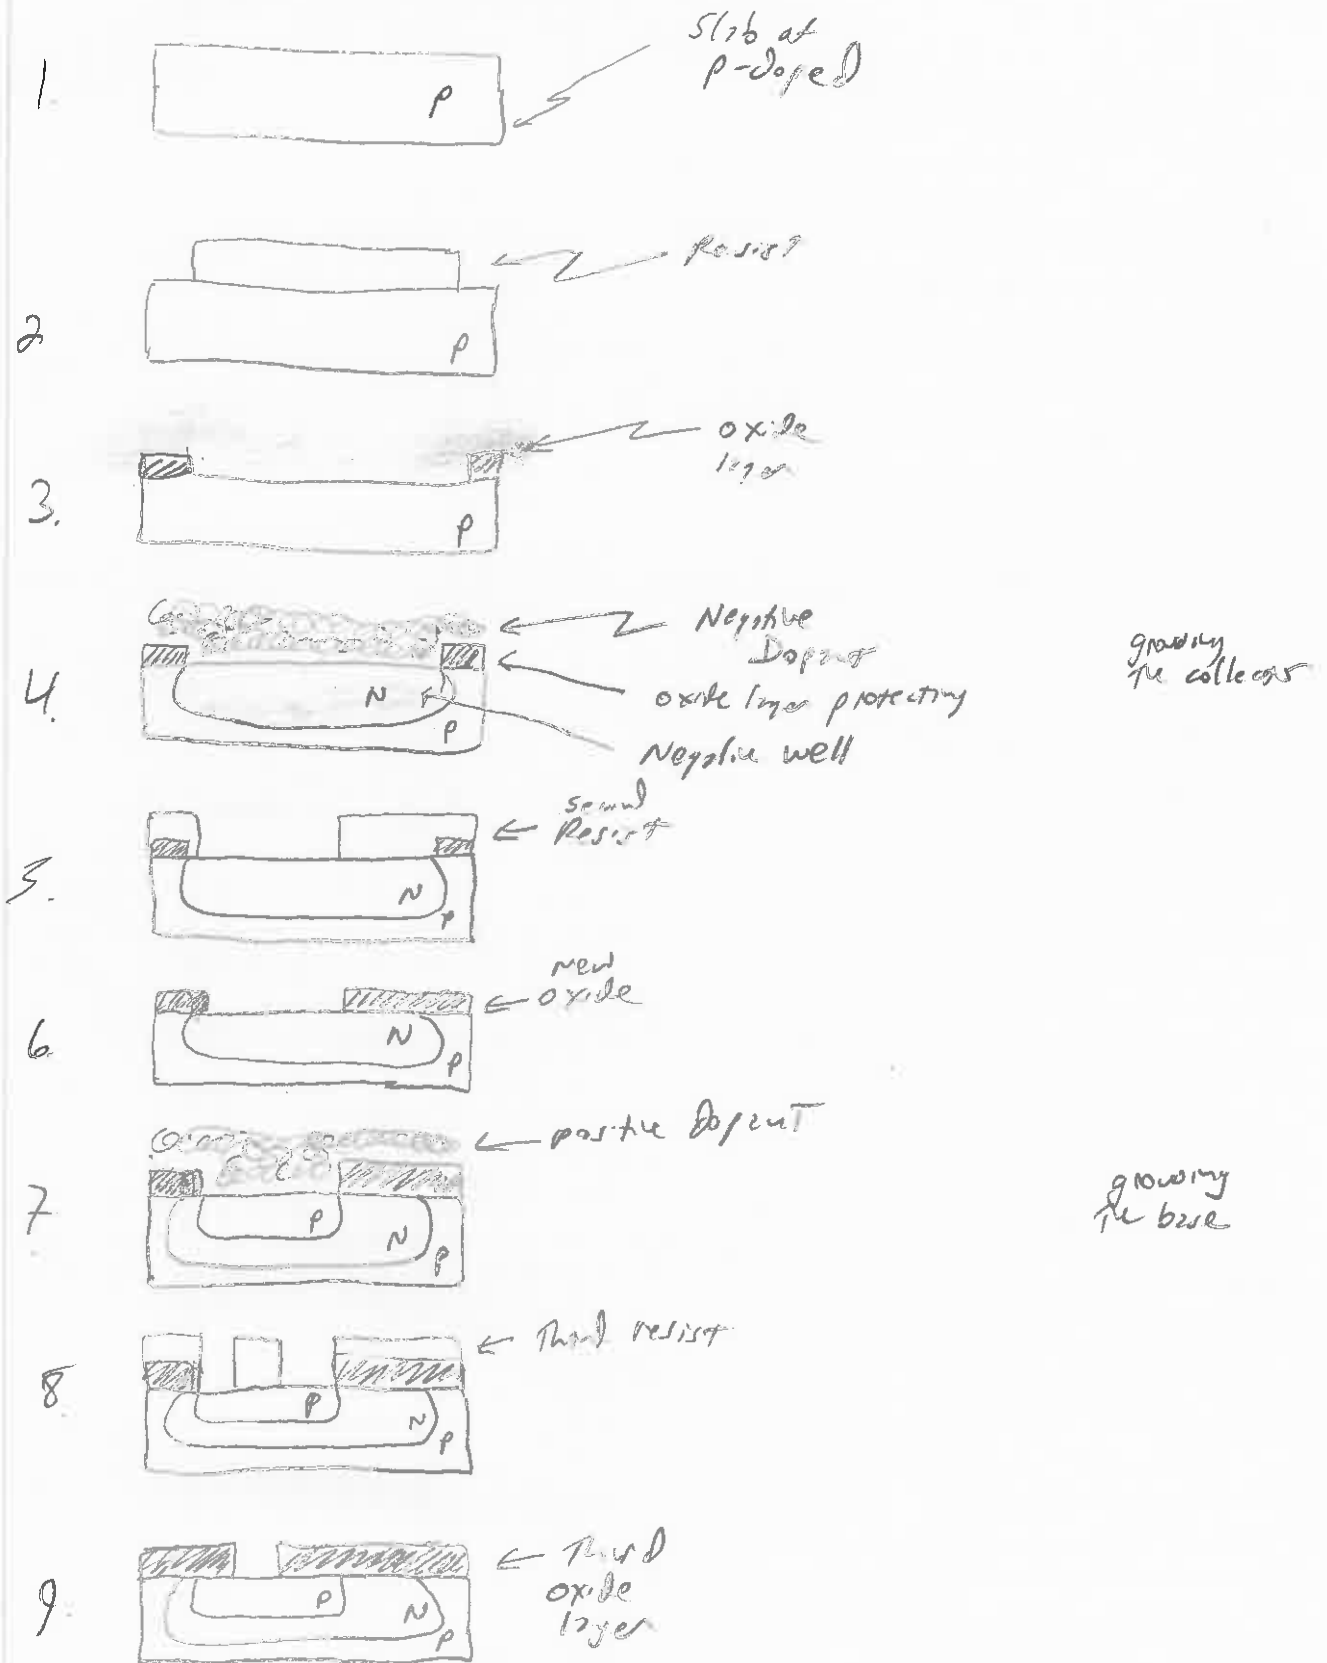 1.
Slab of
P-doped
P
2
Resist
P
3.
oxide
layer
P
4.
Negative
Dopant
oxide layer protecting
Negative well
N
P
growing
the collector
5.
second
Resist
N
P
6
new
oxide
N
P
7
positive Dopant
P
N
P
growing
the base
8
Third resist
P
N
P
9
Third
oxide
layer
P
N
P